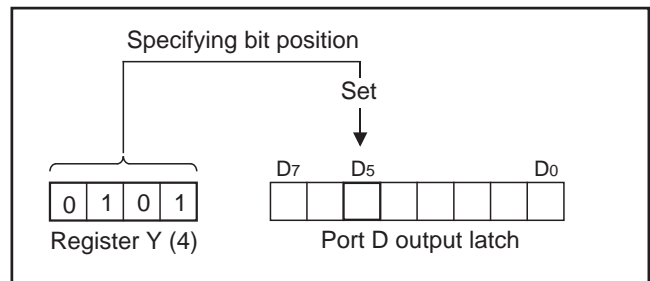 Specifying bit position
Set
D7 D5 D0
0 1 0 1
Register Y (4) Port D output latch